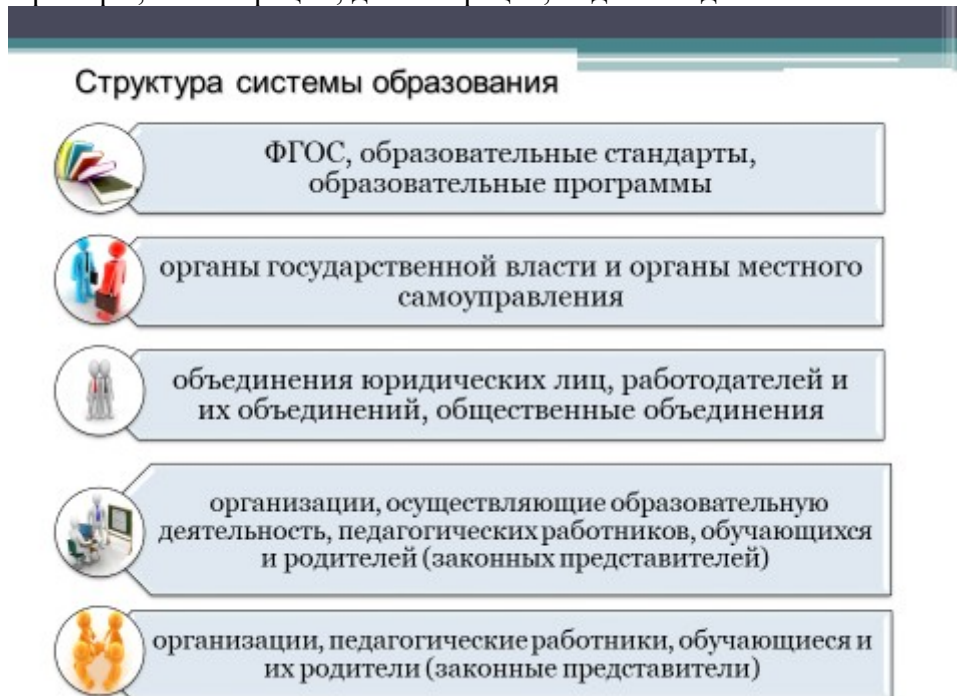 Структура системы образования
ФГОС, образовательные стандарты,
образовательные программы
органы государственной власти и органы местного
самоуправления
объединения юридических лиц, работодателей и
их объединений, общественные объединения
организации, осуществляющие образовательную
деятельность, педагогических работников, обучающихся
и родителей (законных представителей)
организации, педагогические работники, обучающиеся и
их родители (законные представители)